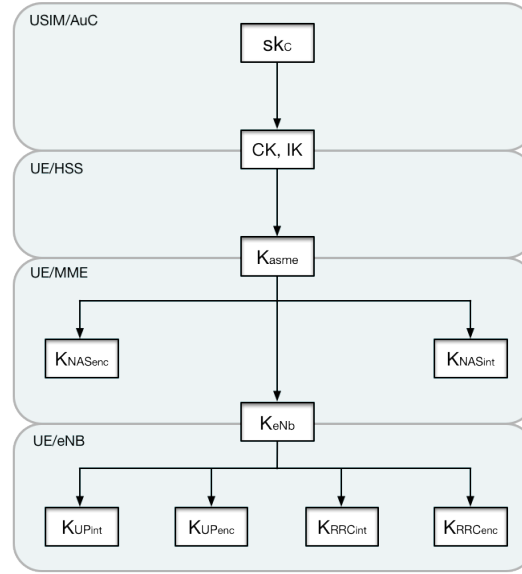 USIM/AuC
skC
CK, IK
UE/HSS
Kasme
UE/MME
KNASenc
KNASint
KeNb
UE/eNB
KUPint
KUPenc
KRRCint
KRRCenc